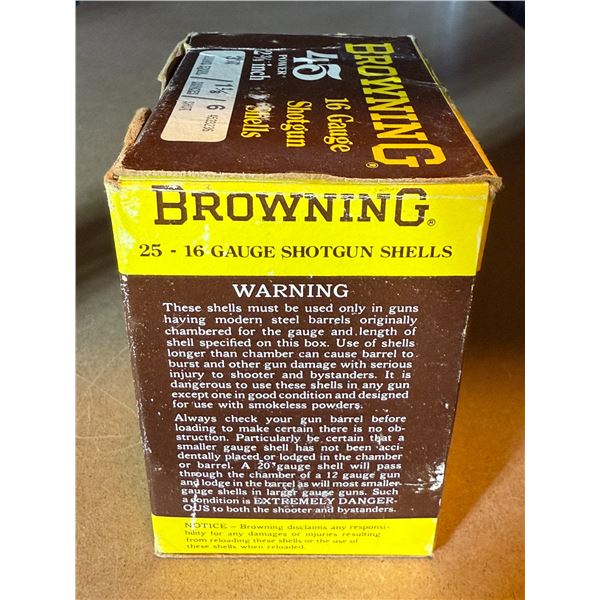 BROWNING®
45
POWER
16 Gauge
2¾ inch
Shotgun
Shells
1⅛ / 6
BROWNING®
25 - 16 GAUGE SHOTGUN SHELLS
WARNING
These shells must be used only in guns
having modern steel barrels originally
chambered for the gauge and length of
shell specified on this box. Use of shells
longer than chamber can cause barrel to
burst and other gun damage with serious
injury to shooter and bystanders. It is
dangerous to use these shells in any gun
except one in good condition and designed
for use with smokeless powders.
Always check your gun barrel before
loading to make certain there is no ob-
struction. Particularly be certain that a
smaller gauge shell has not been acci-
dentally placed or lodged in the chamber
or barrel. A 20 gauge shell will pass
through the chamber of a 12 gauge gun
and lodge in the barrel as will most smaller
gauge shells in larger gauge guns. Such
a condition is EXTREMELY DANGER-
OUS to both the shooter and bystanders.
NOTICE – Browning disclaims any responsi-
bility for any damages or injuries resulting
from reloading these shells or the use of
these shells when reloaded.